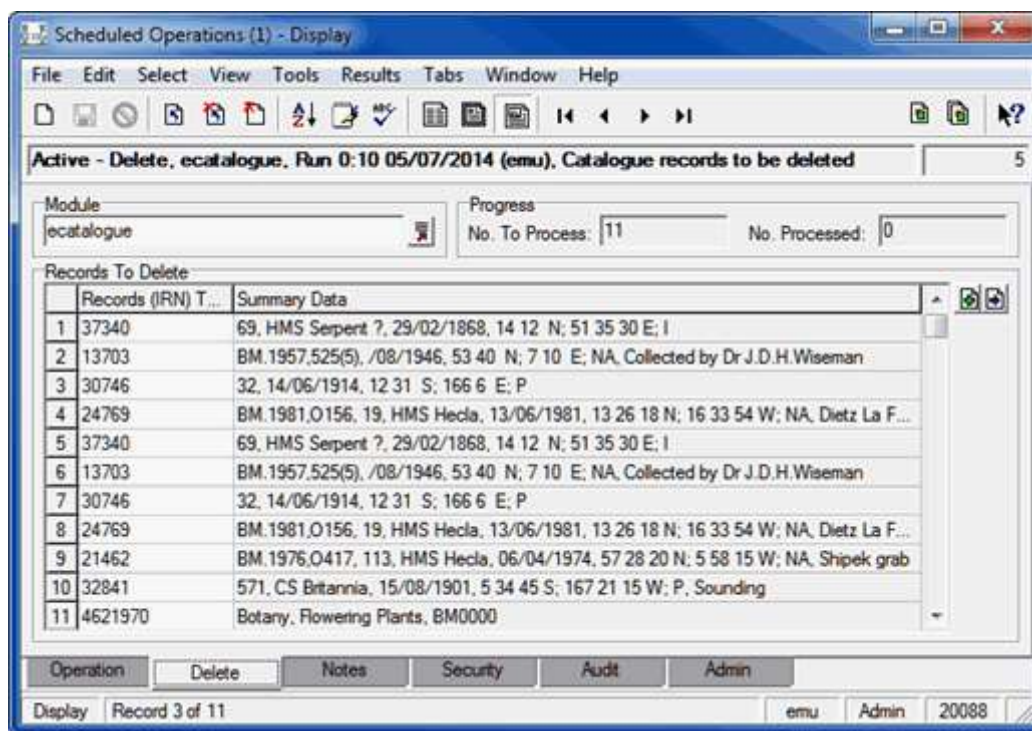 Scheduled Operations (1) - Display
File Edit Select View Tools Results Tabs Window Help
Active - Delete, ecatalogue, Run 0:10 05/07/2014 (emu), Catalogue records to be deleted 5
Module Progress
ecatalogue No. To Process: 11 No. Processed: 0
Records To Delete
Records (IRN) T... Summary Data
1 37340 69, HMS Serpent ?, 29/02/1868, 14 12 N; 51 35 30 E; I
2 13703 BM.1957,525(5), /08/1946, 53 40 N; 7 10 E; NA, Collected by Dr J.D.H.Wiseman
3 30746 32, 14/06/1914, 12 31 S; 166 6 E; P
4 24769 BM.1981,O156, 19, HMS Hecla, 13/06/1981, 13 26 18 N; 16 33 54 W; NA, Dietz La F...
5 37340 69, HMS Serpent ?, 29/02/1868, 14 12 N; 51 35 30 E; I
6 13703 BM.1957,525(5), /08/1946, 53 40 N; 7 10 E; NA, Collected by Dr J.D.H.Wiseman
7 30746 32, 14/06/1914, 12 31 S; 166 6 E; P
8 24769 BM.1981,O156, 19, HMS Hecla, 13/06/1981, 13 26 18 N; 16 33 54 W; NA, Dietz La F...
9 21462 BM.1976,O417, 113, HMS Hecla, 06/04/1974, 57 28 20 N; 5 58 15 W; NA, Shipek grab
10 32841 571, CS Britannia, 15/08/1901, 5 34 45 S; 167 21 15 W; P, Sounding
11 4621970 Botany, Flowering Plants, BM0000
Operation Delete Notes Security Audit Admin
Display Record 3 of 11 emu Admin 20088